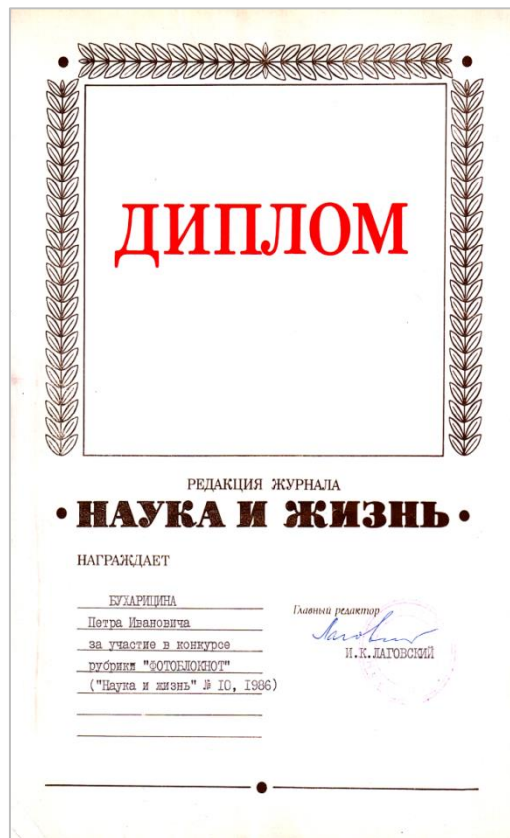 ДИПЛОМ
РЕДАКЦИЯ ЖУРНАЛА
• НАУКА И ЖИЗНЬ •
НАГРАЖДАЕТ
БУХАРИЦИНА
Петра Ивановича
за участие в конкурсе
рубрики "ФОТОБЛОКНОТ"
("Наука и жизнь" № 10, 1986)
Главный редактор
И.К.ЛАГОВСКИЙ